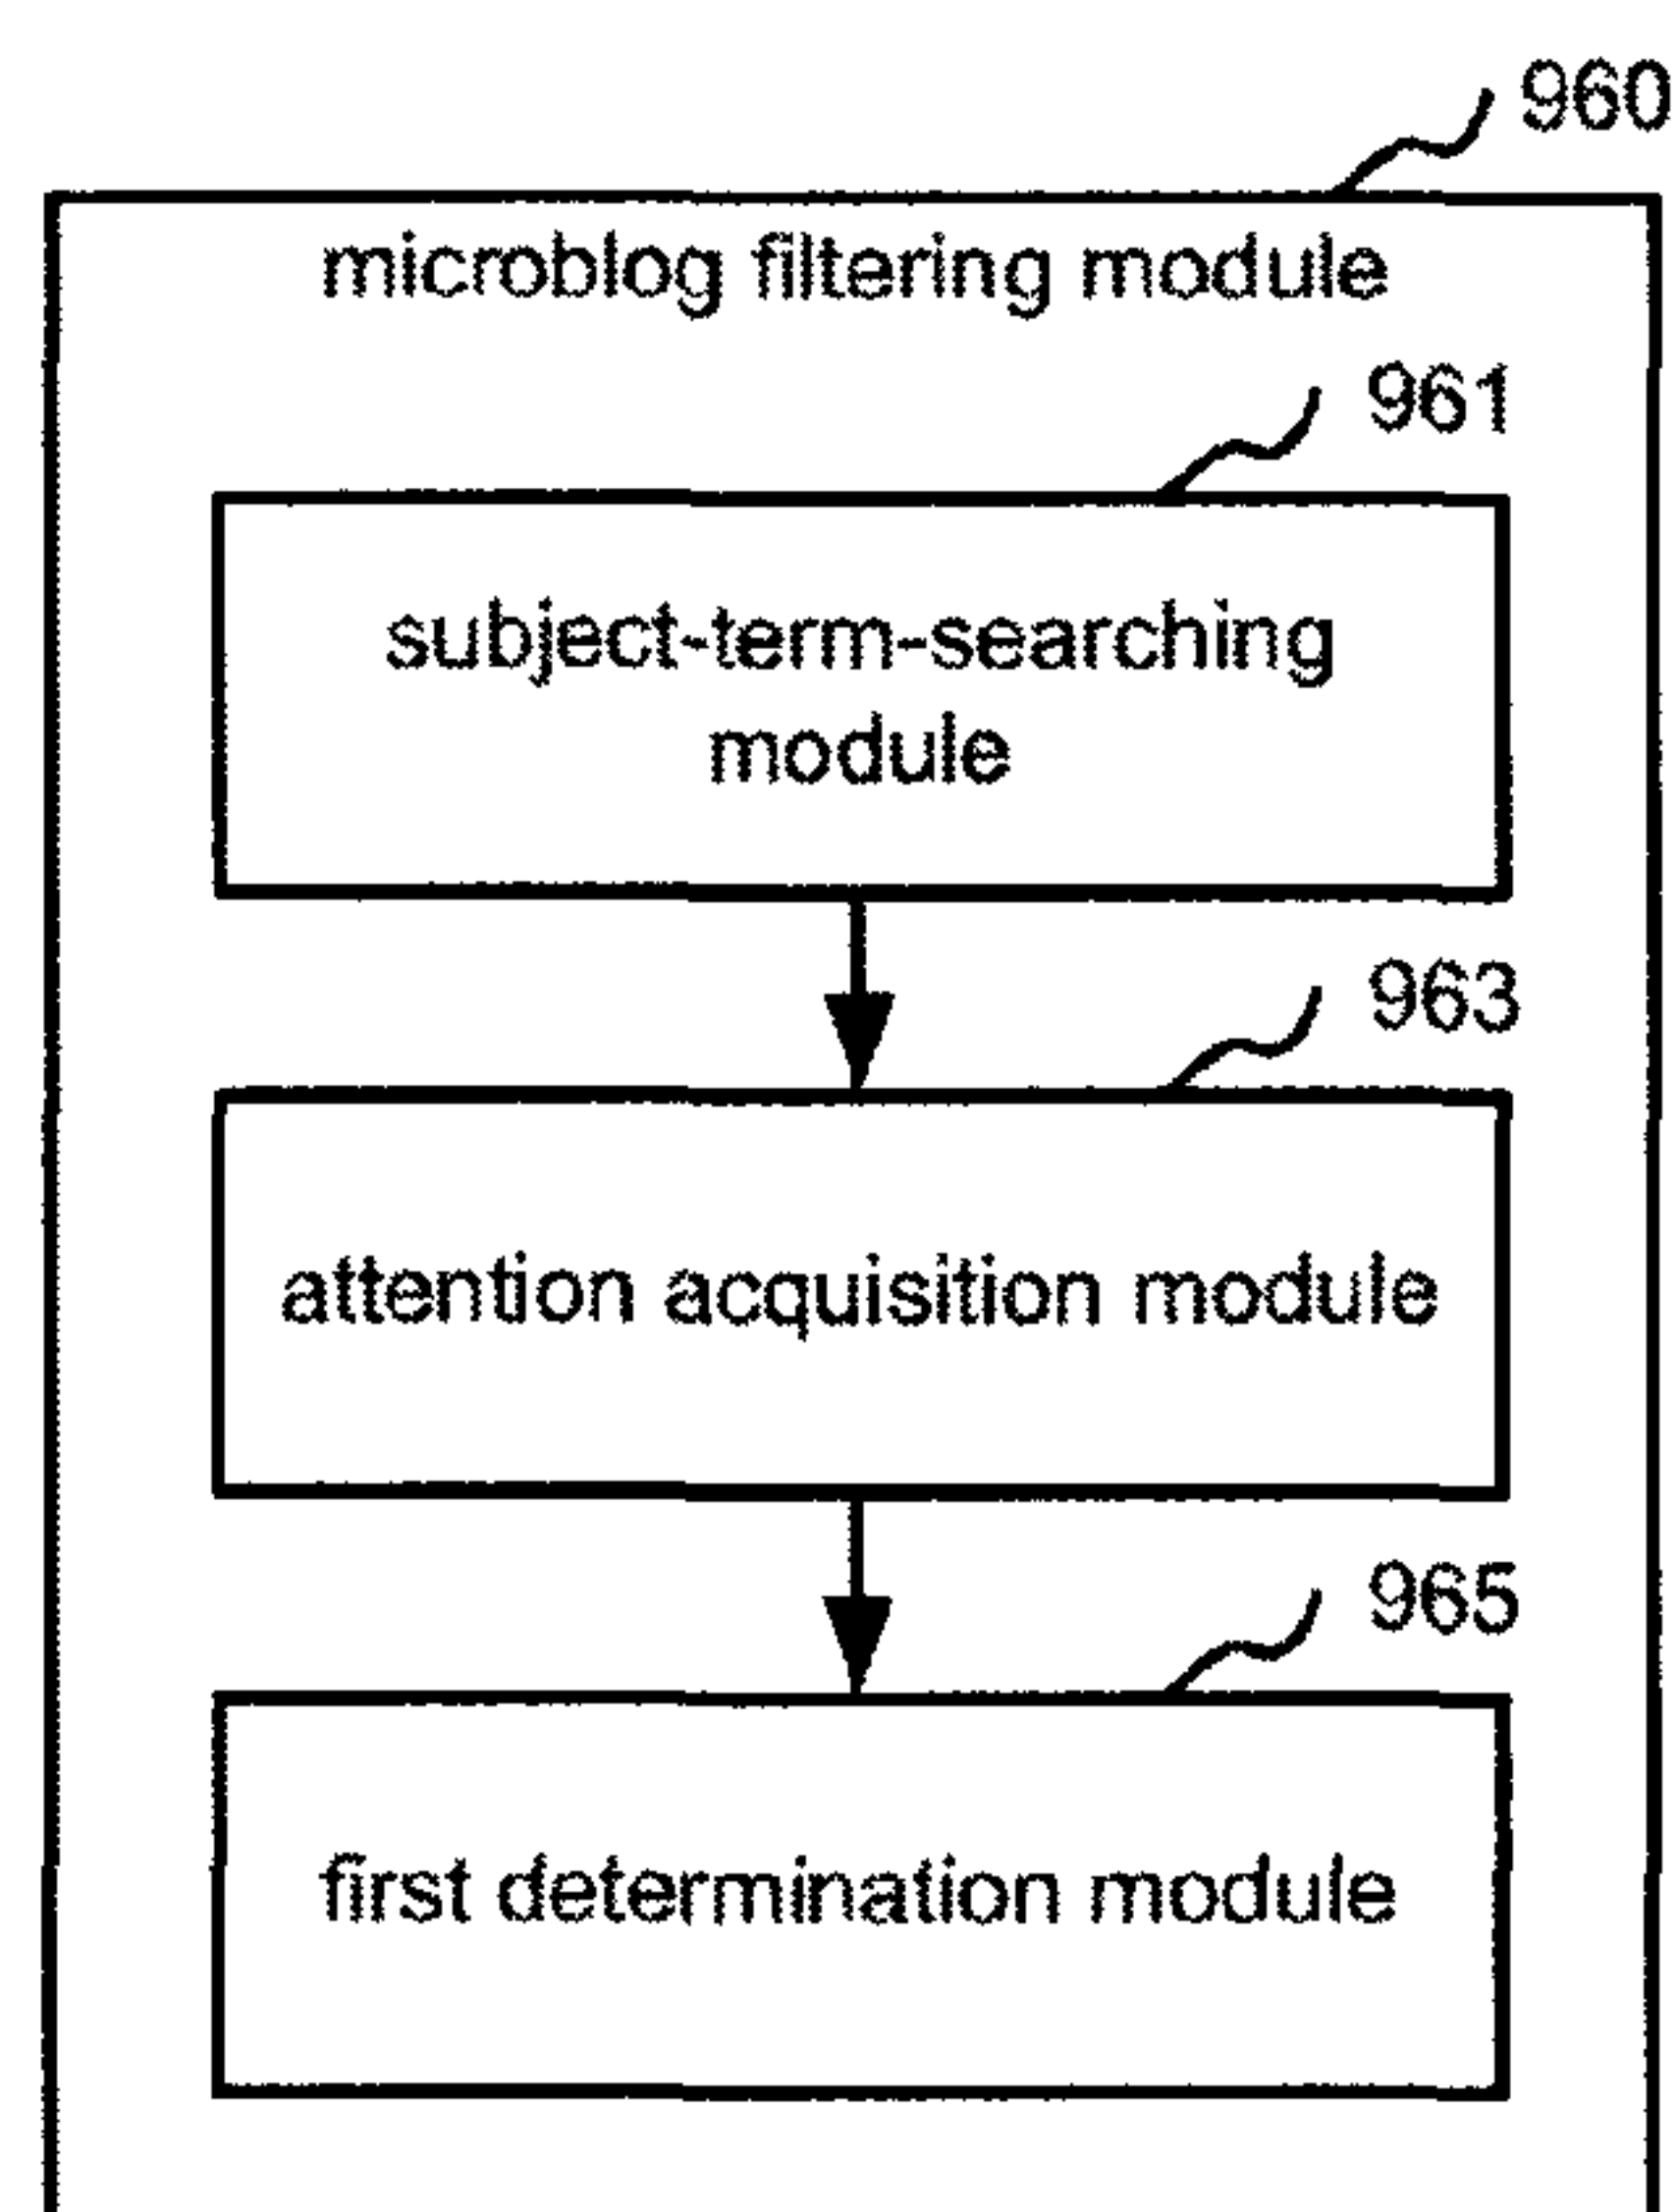 960
microblog filtering module
961
subject-term-searching
module
963
attention acquisition module
965
first determination module